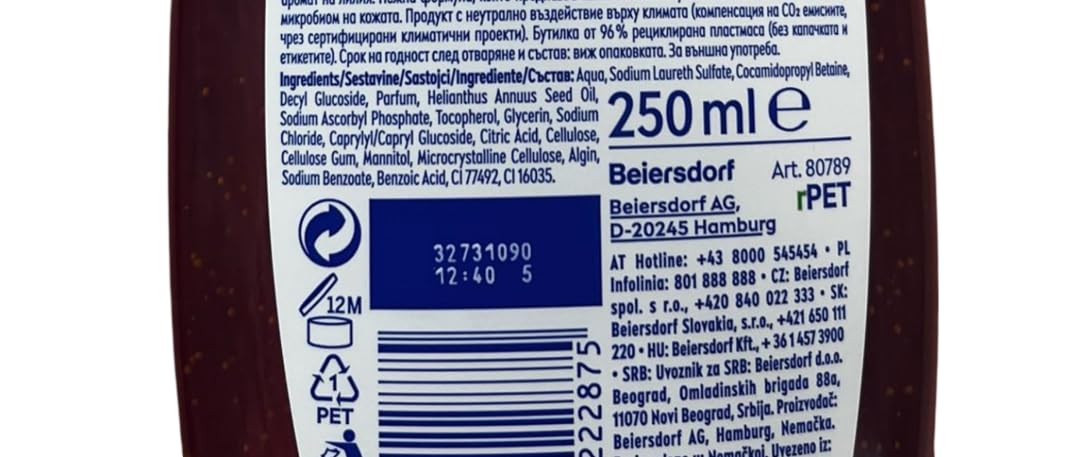 микробиом на кожата. Продукт с неутрално въздействие върху климата (компенсация на CO₂ емисиите,
чрез сертифицирани климатични проекти). Бутилка от 96% рециклирана пластмаса (без капачката и
етикетите). Срок на годност след отваряне и състав: виж опаковката. За външна употреба.
Ingredients/Sestavine/Sastojci/Ingrediente/Състав: Aqua, Sodium Laureth Sulfate, Cocamidopropyl Betaine,
Decyl Glucoside, Parfum, Helianthus Annuus Seed Oil,
Sodium Ascorbyl Phosphate, Tocopherol, Glycerin, Sodium
Chloride, Caprylyl/Capryl Glucoside, Citric Acid, Cellulose,
Cellulose Gum, Mannitol, Microcrystalline Cellulose, Algin,
Sodium Benzoate, Benzoic Acid, CI 77492, CI 16035.
250 ml e
Beiersdorf Art. 80789
rPET
Beiersdorf AG,
D-20245 Hamburg
32731090
12:40 5
12M
1
PET
22875
AT Hotline: +43 8000 545454 • PL
Infolinia: 801 888 888 • CZ: Beiersdorf
spol. s r.o., +420 840 022 333 • SK:
Beiersdorf Slovakia, s.r.o., +421 650 111
220 • HU: Beiersdorf Kft., + 36 1 457 3900
• SRB: Uvoznik za SRB: Beiersdorf d.o.o.
Beograd, Omladinskih brigada 88a,
11070 Novi Beograd, Srbija. Proizvođač:
Beiersdorf AG, Hamburg, Nemačka.
Nemačkoj. Uvezeno iz: